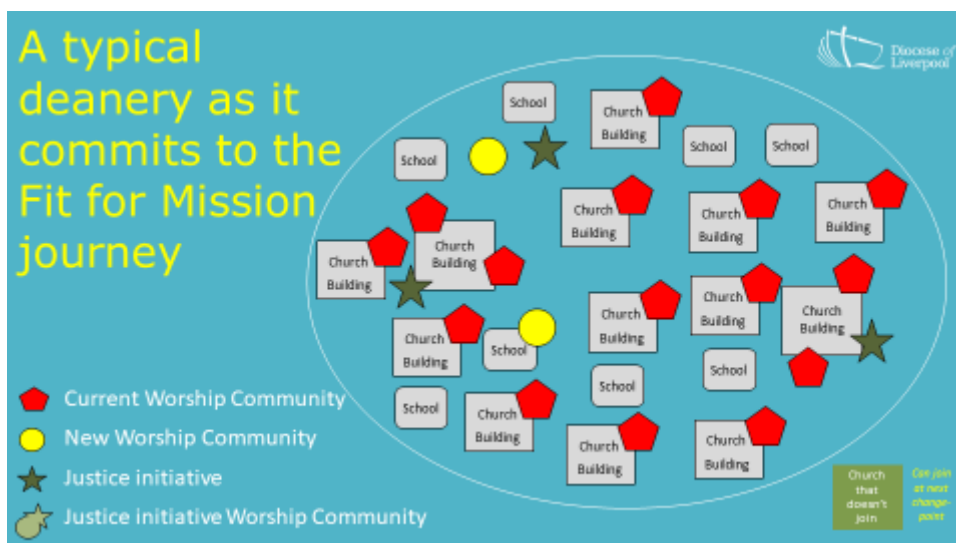 A typical
deanery as it
commits to the
Fit for Mission
journey
Diocese of
Liverpool
School
Church
Building
School
School
School
Church
Building
Church
Building
Church
Building
Church
Building
Church
Building
Church
Building
Church
Building
Church
Building
Church
Building
School
School
School
School
Church
Building
Church
Building
Church
Building
Current Worship Community
New Worship Community
Justice initiative
Justice initiative Worship Community
Church
that
doesn't
join
Can join
at next
change-
point